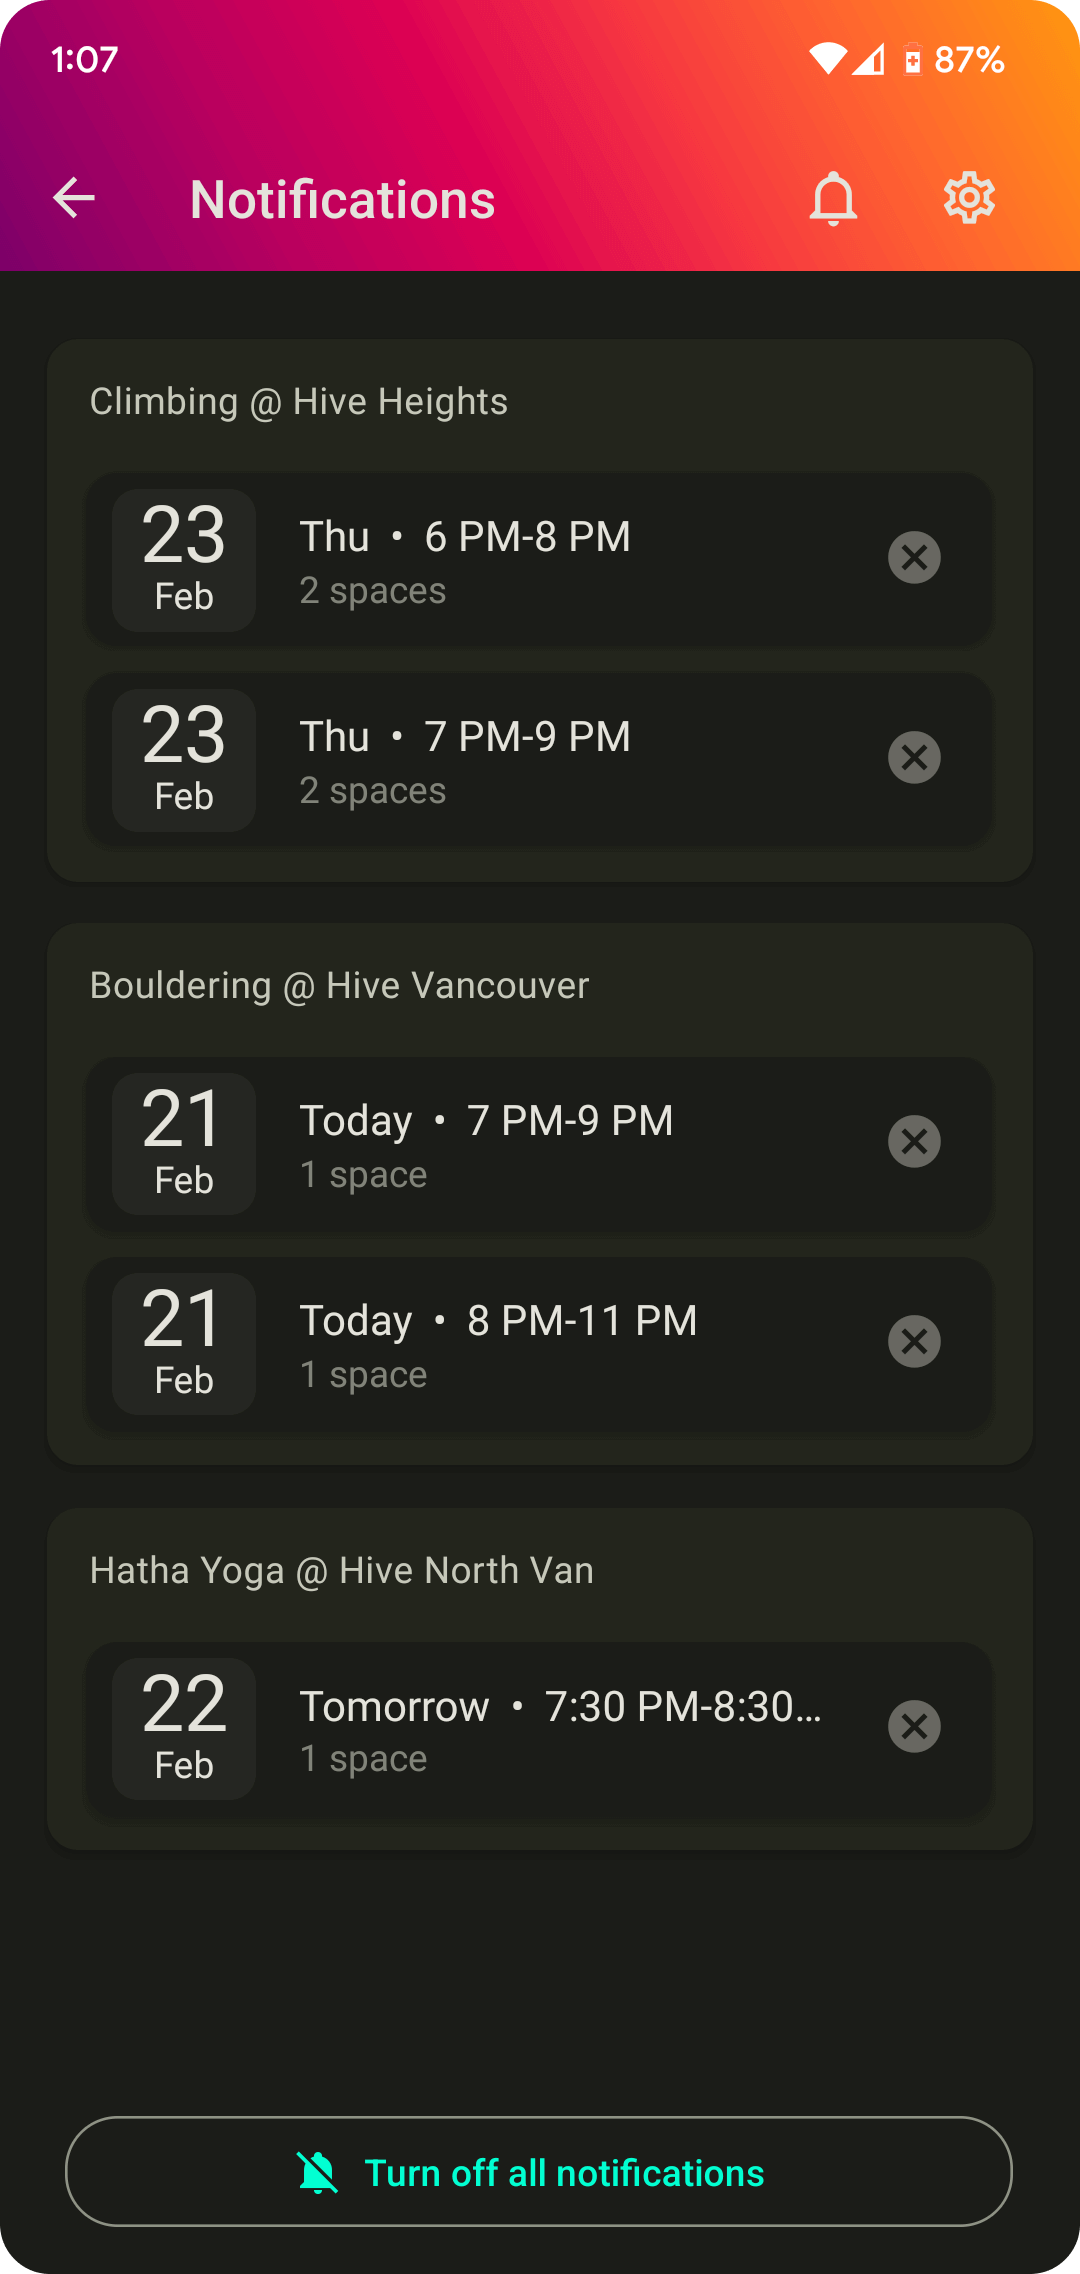 1:07
87%
Notifications
Climbing @ Hive Heights
23
Feb
Thu • 6 PM-8 PM
2 spaces
23
Feb
Thu • 7 PM-9 PM
2 spaces
Bouldering @ Hive Vancouver
21
Feb
Today • 7 PM-9 PM
1 space
21
Feb
Today • 8 PM-11 PM
1 space
Hatha Yoga @ Hive North Van
22
Feb
Tomorrow • 7:30 PM-8:30...
1 space
Turn off all notifications